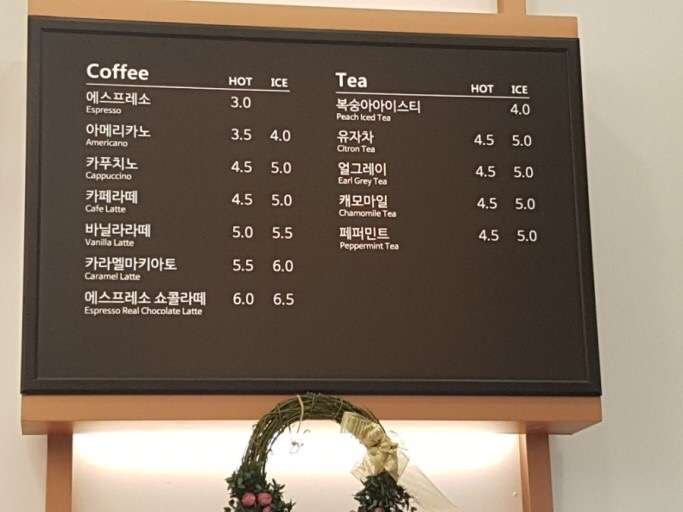 Coffee HOT ICE
에스프레소 3.0
Espresso
아메리카노 3.5 4.0
Americano
카푸치노 4.5 5.0
Cappuccino
카페라떼 4.5 5.0
Cafe Latte
바닐라라떼 5.0 5.5
Vanilla Latte
카라멜마키아토 5.5 6.0
Caramel Latte
에스프레소 쇼콜라떼 6.0 6.5
Espresso Real Chocolate Latte
Tea HOT ICE
복숭아아이스티 4.0
Peach Iced Tea
유자차 4.5 5.0
Citron Tea
얼그레이 4.5 5.0
Earl Grey Tea
캐모마일 4.5 5.0
Chamomile Tea
페퍼민트 4.5 5.0
Peppermint Tea